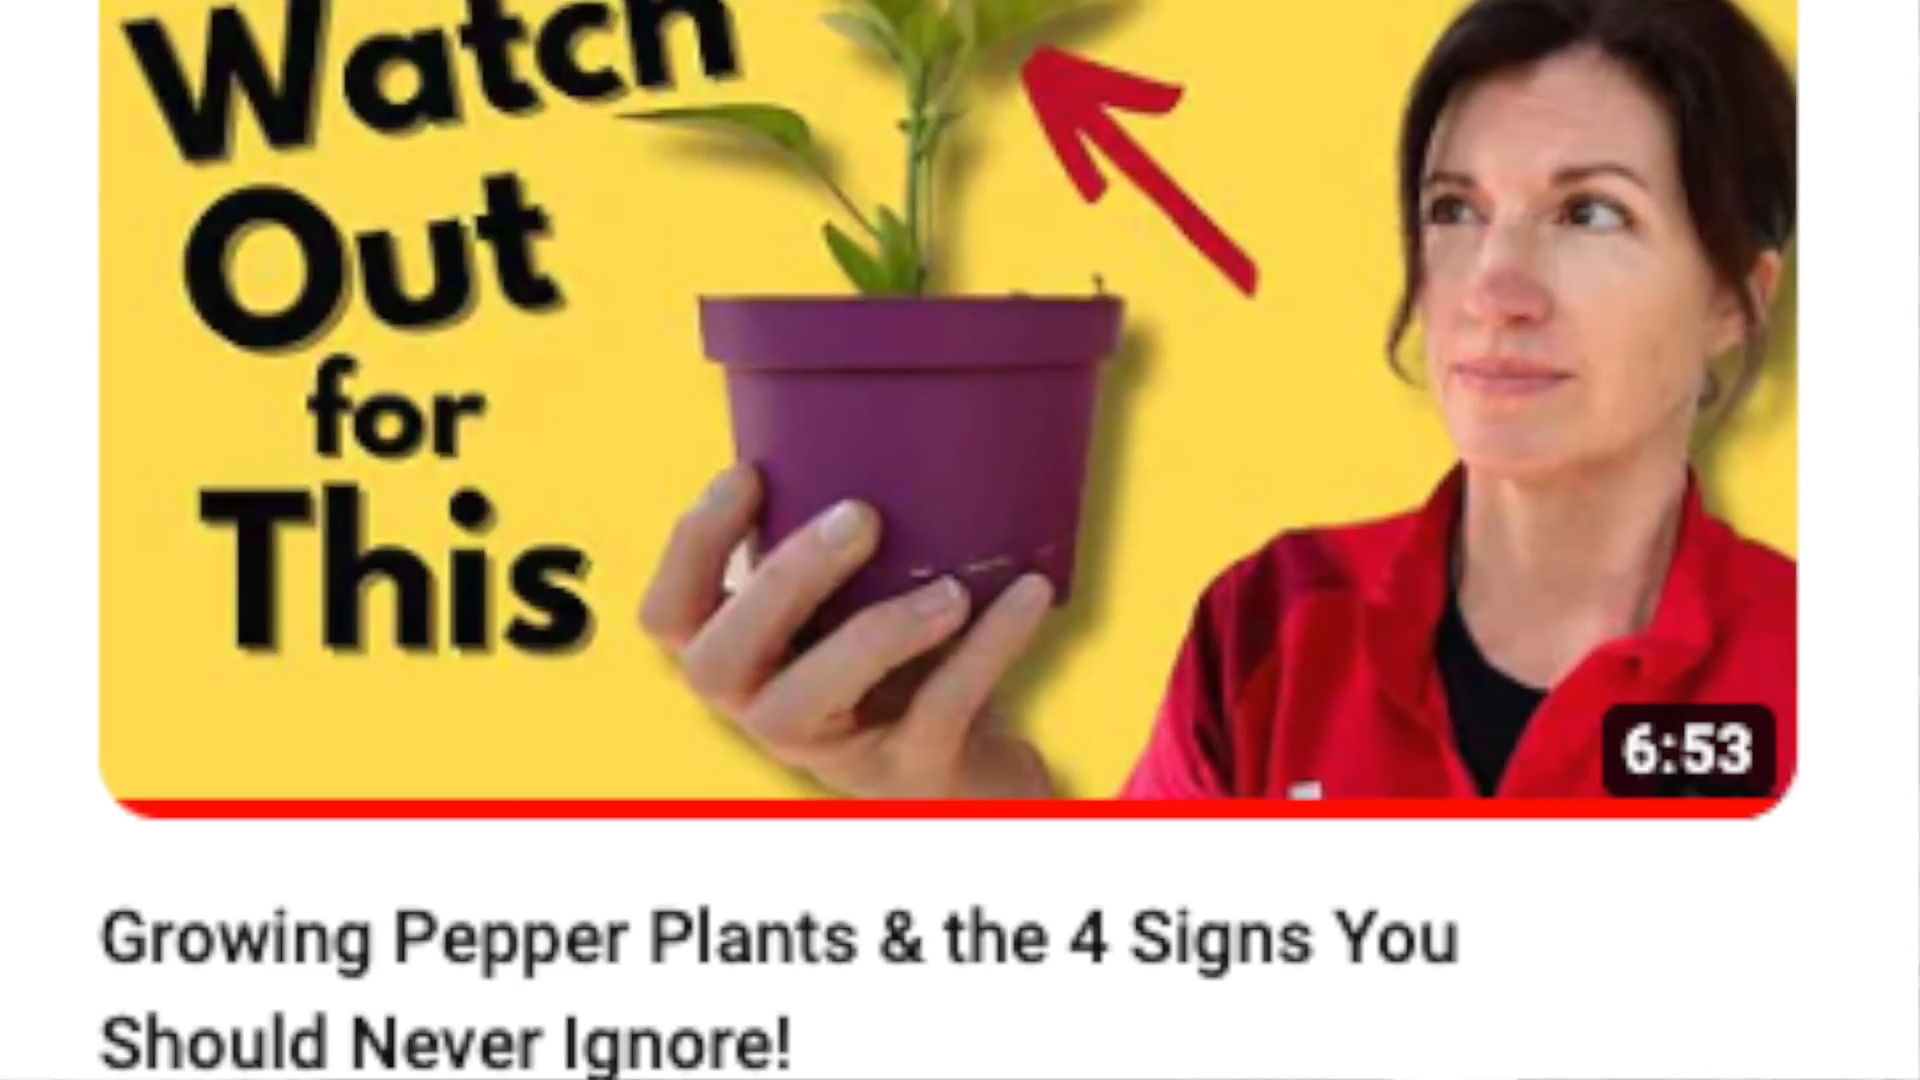 Watch
Out
for
This
6:53
Growing Pepper Plants & the 4 Signs You
Should Never Ignore!